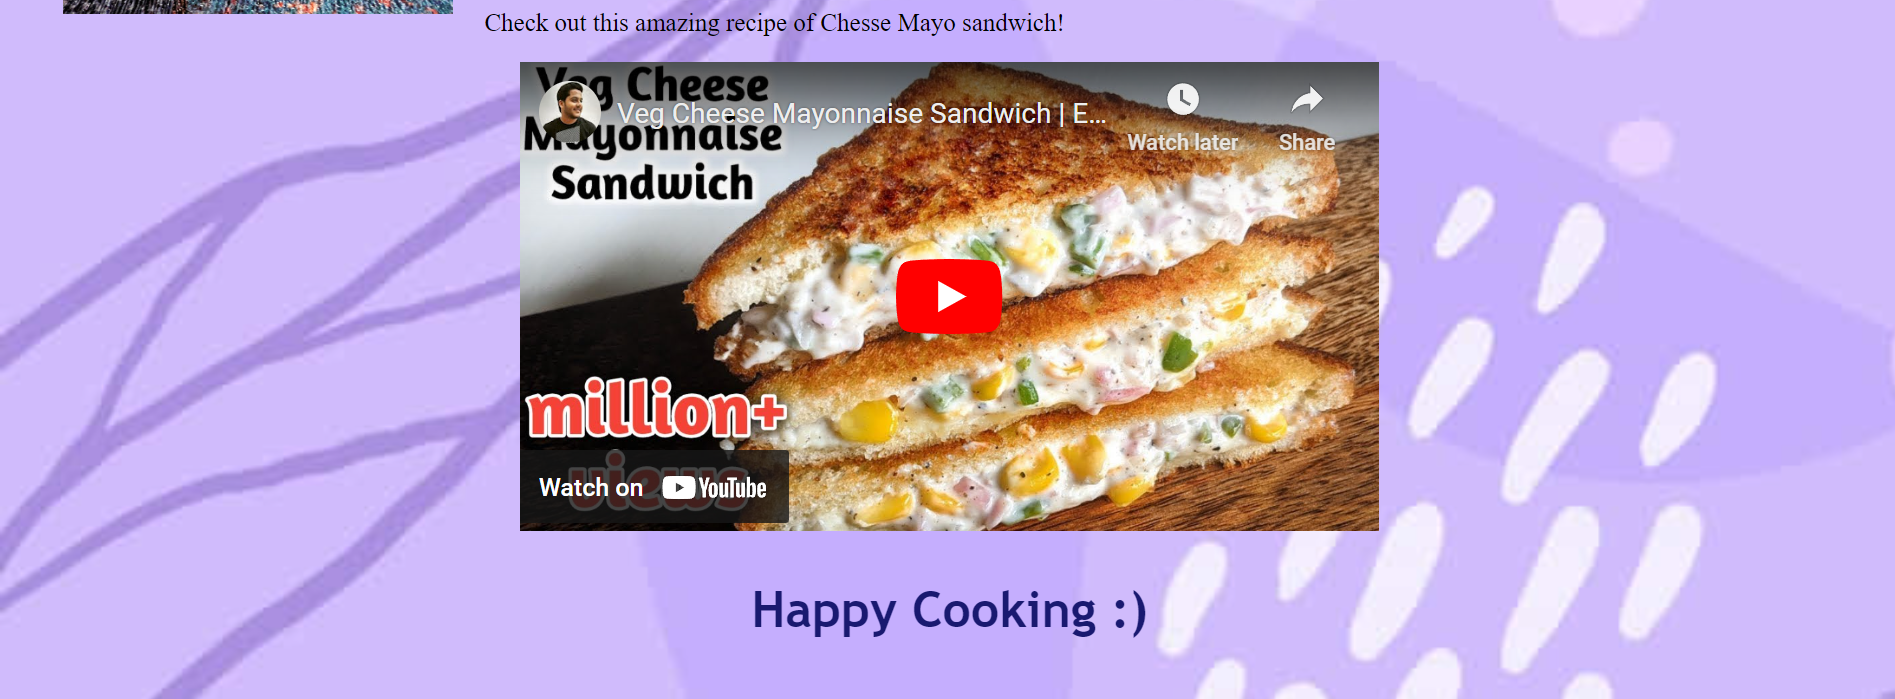 Check out this amazing recipe of Chesse Mayo sandwich!
Veg Cheese
Mayonnaise
Sandwich
Veg Cheese Mayonnaise Sandwich | E...
Watch later
Share
million+
views
Watch on YouTube
Happy Cooking :)